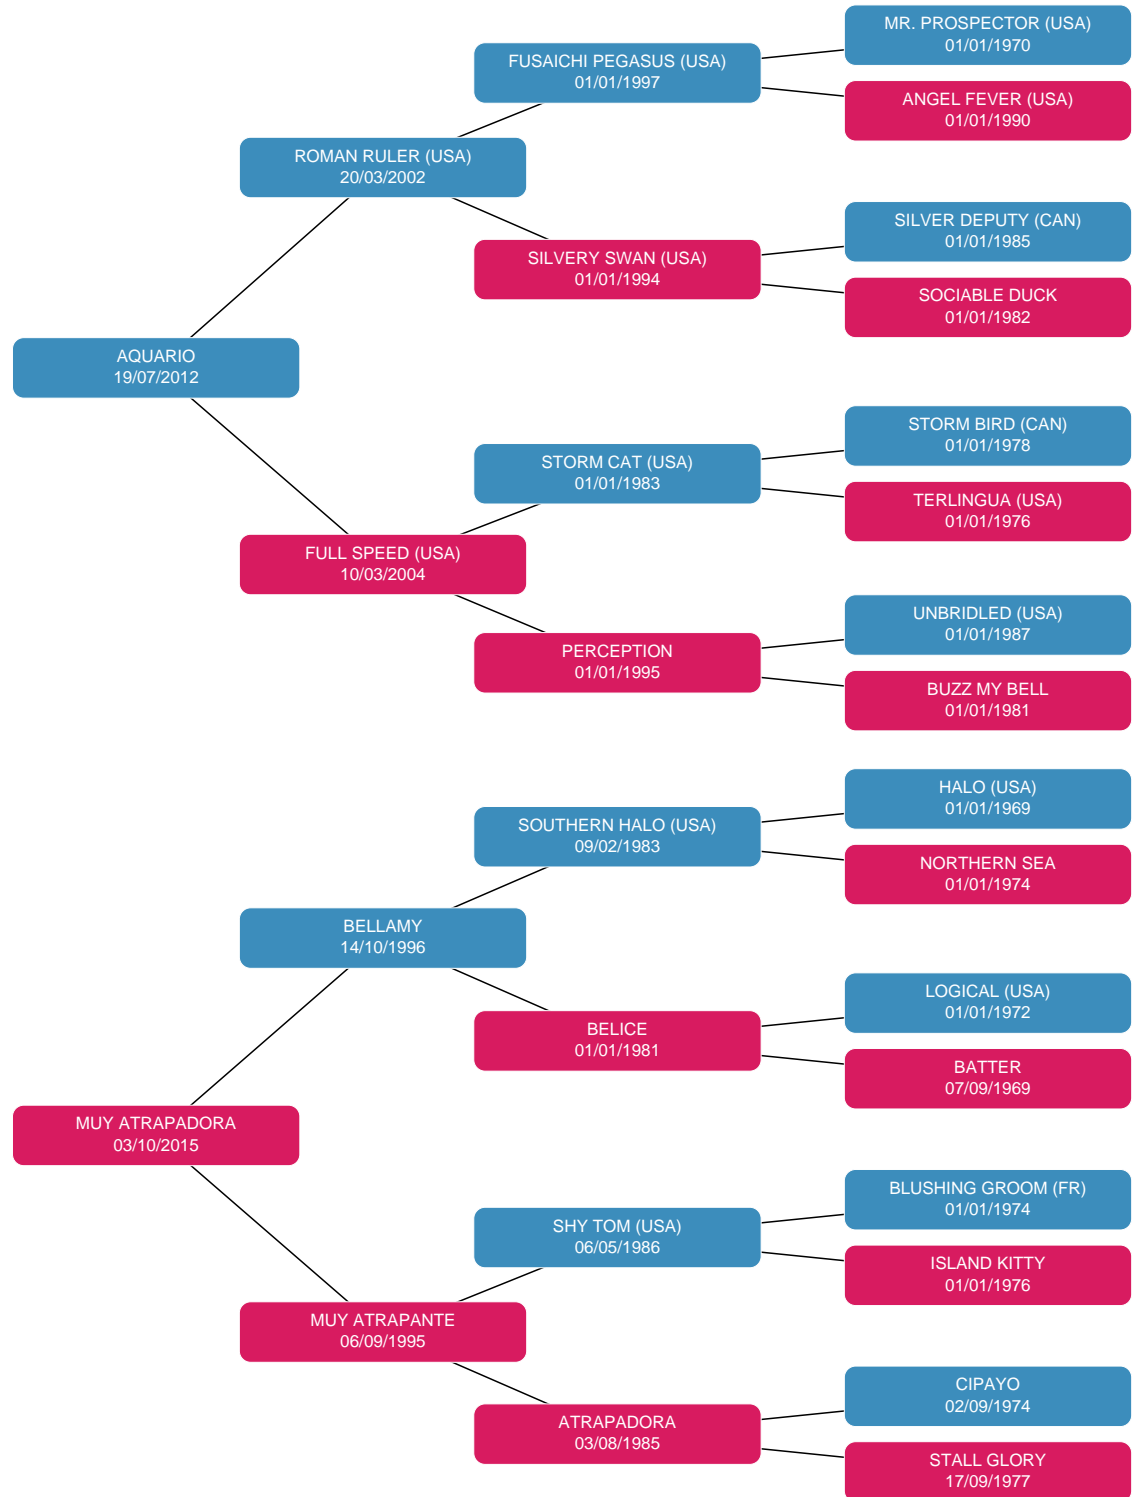 MR. PROSPECTOR (USA)
01/01/1970
FUSAICHI PEGASUS (USA)
01/01/1997
ANGEL FEVER (USA)
01/01/1990
ROMAN RULER (USA)
20/03/2002
SILVER DEPUTY (CAN)
01/01/1985
SILVERY SWAN (USA)
01/01/1994
SOCIABLE DUCK
01/01/1982
AQUARIO
19/07/2012
STORM BIRD (CAN)
01/01/1978
STORM CAT (USA)
01/01/1983
TERLINGUA (USA)
01/01/1976
FULL SPEED (USA)
10/03/2004
UNBRIDLED (USA)
01/01/1987
PERCEPTION
01/01/1995
BUZZ MY BELL
01/01/1981
HALO (USA)
01/01/1969
SOUTHERN HALO (USA)
09/02/1983
NORTHERN SEA
01/01/1974
BELLAMY
14/10/1996
LOGICAL (USA)
01/01/1972
BELICE
01/01/1981
BATTER
07/09/1969
MUY ATRAPADORA
03/10/2015
BLUSHING GROOM (FR)
01/01/1974
SHY TOM (USA)
06/05/1986
ISLAND KITTY
01/01/1976
MUY ATRAPANTE
06/09/1995
CIPAYO
02/09/1974
ATRAPADORA
03/08/1985
STALL GLORY
17/09/1977